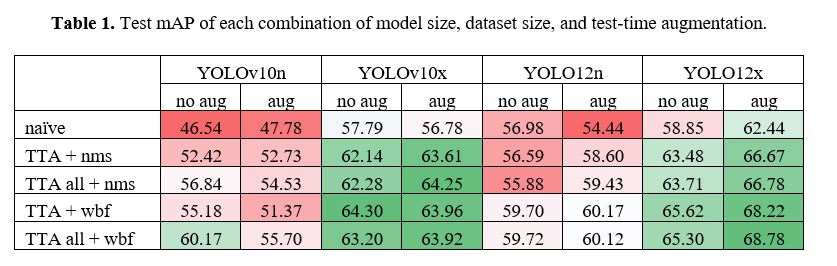 Table 1. Test mAP of each combination of model size, dataset size, and test-time augmentation.
YOLOv10n YOLOv10x YOLO12n YOLO12x
no aug aug no aug aug no aug aug no aug aug
naïve 46.54 47.78 57.79 56.78 56.98 54.44 58.85 62.44
TTA + nms 52.42 52.73 62.14 63.61 56.59 58.60 63.48 66.67
TTA all + nms 56.84 54.53 62.28 64.25 55.88 59.43 63.71 66.78
TTA + wbf 55.18 51.37 64.30 63.96 59.70 60.17 65.62 68.22
TTA all + wbf 60.17 55.70 63.20 63.92 59.72 60.12 65.30 68.78